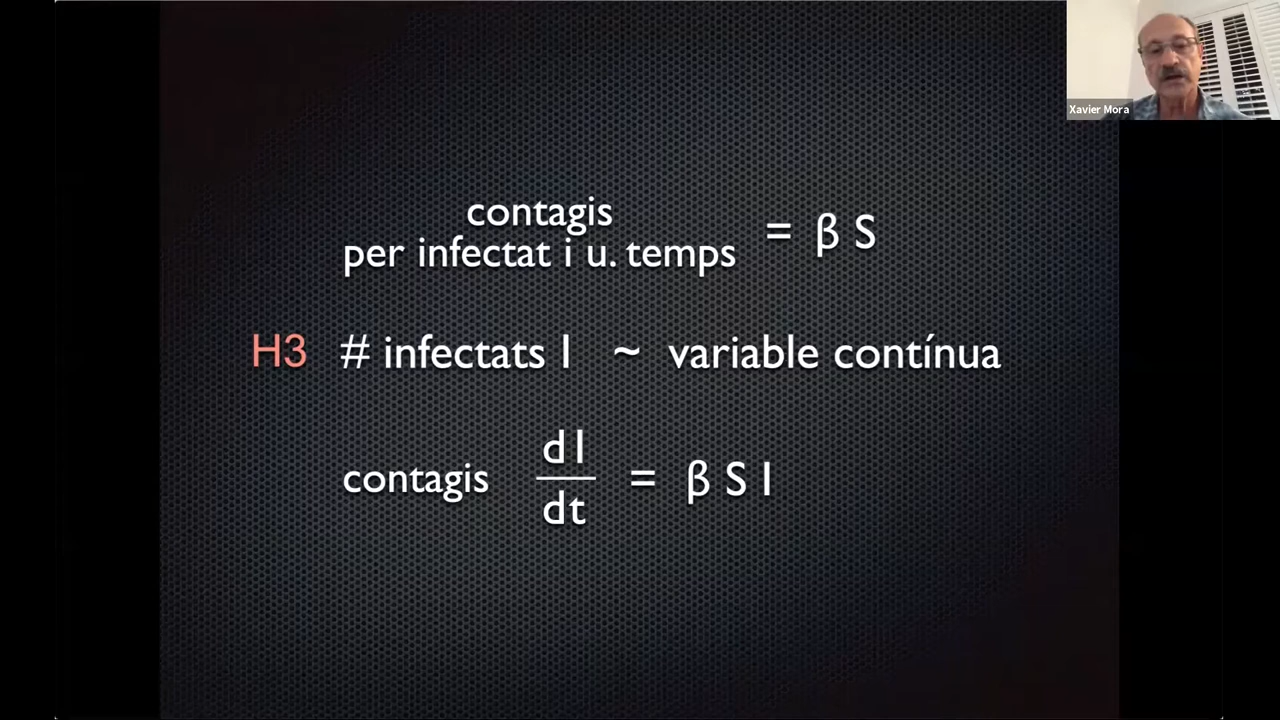 Xavier Mora
contagis
per infectat i u. temps = β S
H3 # infectats I ~ variable contínua
contagis dI/dt = β S I